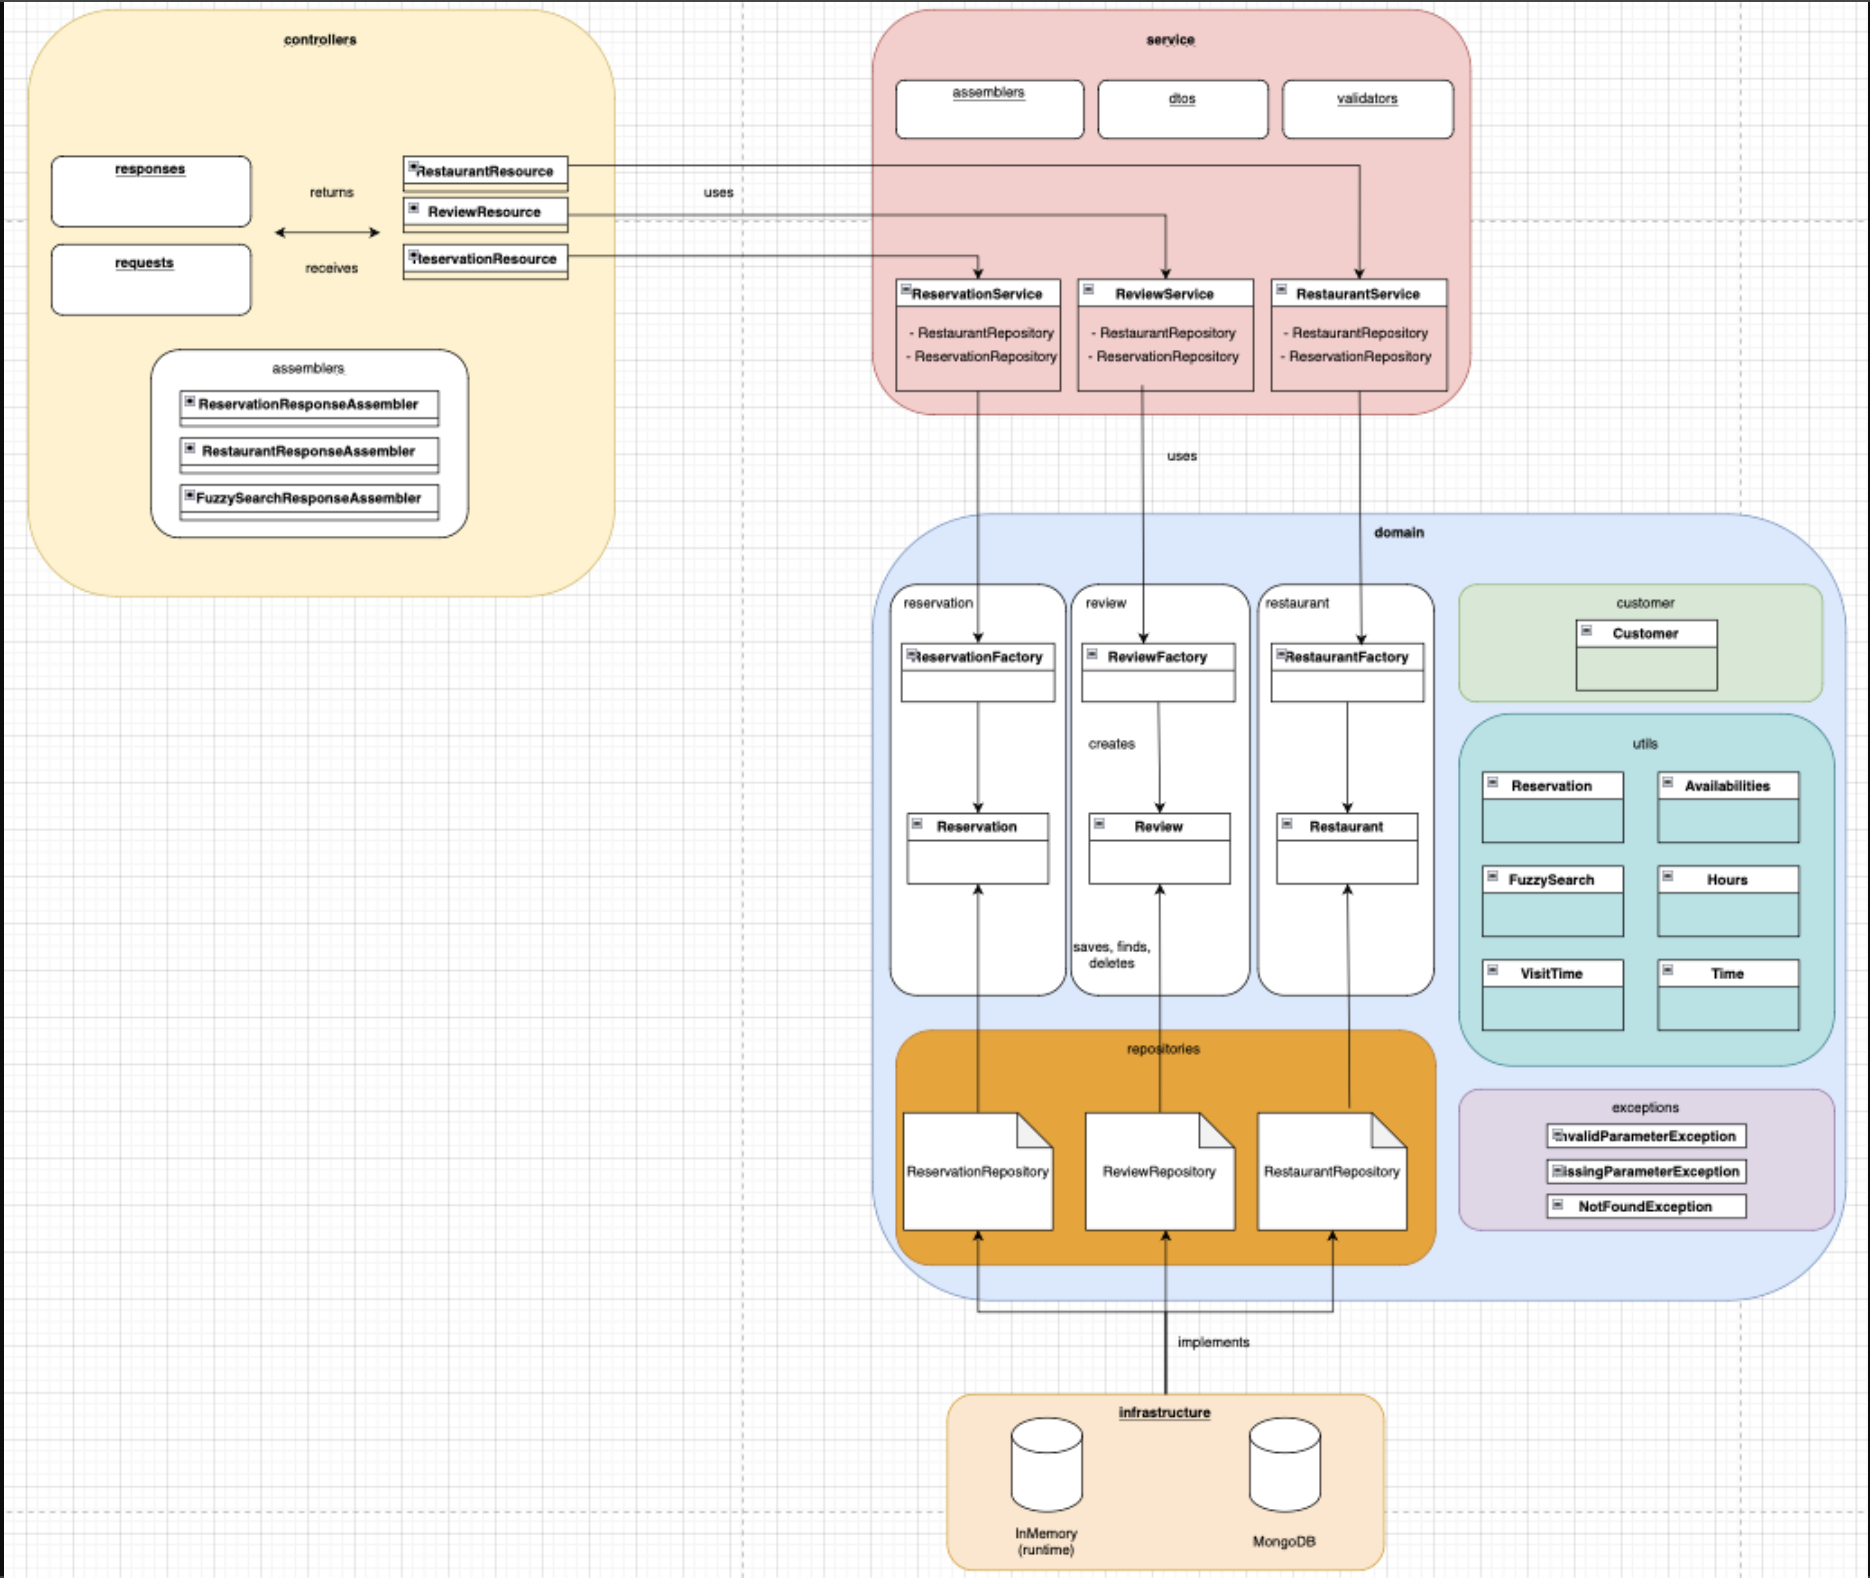 controllers
responses
requests
returns
receives
RestaurantResource
ReviewResource
ReservationResource
assemblers
ReservationResponseAssembler
RestaurantResponseAssembler
FuzzySearchResponseAssembler
uses
service
assemblers
dtos
validators
ReservationService
- RestaurantRepository
- ReservationRepository
ReviewService
- RestaurantRepository
- ReservationRepository
RestaurantService
- RestaurantRepository
- ReservationRepository
uses
domain
reservation
ReservationFactory
Reservation
review
ReviewFactory
creates
Review
saves, finds,
deletes
restaurant
RestaurantFactory
Restaurant
customer
Customer
utils
Reservation
Availabilities
FuzzySearch
Hours
VisitTime
Time
repositories
ReservationRepository
ReviewRepository
RestaurantRepository
exceptions
InvalidParameterException
MissingParameterException
NotFoundException
implements
infrastructure
InMemory
(runtime)
MongoDB